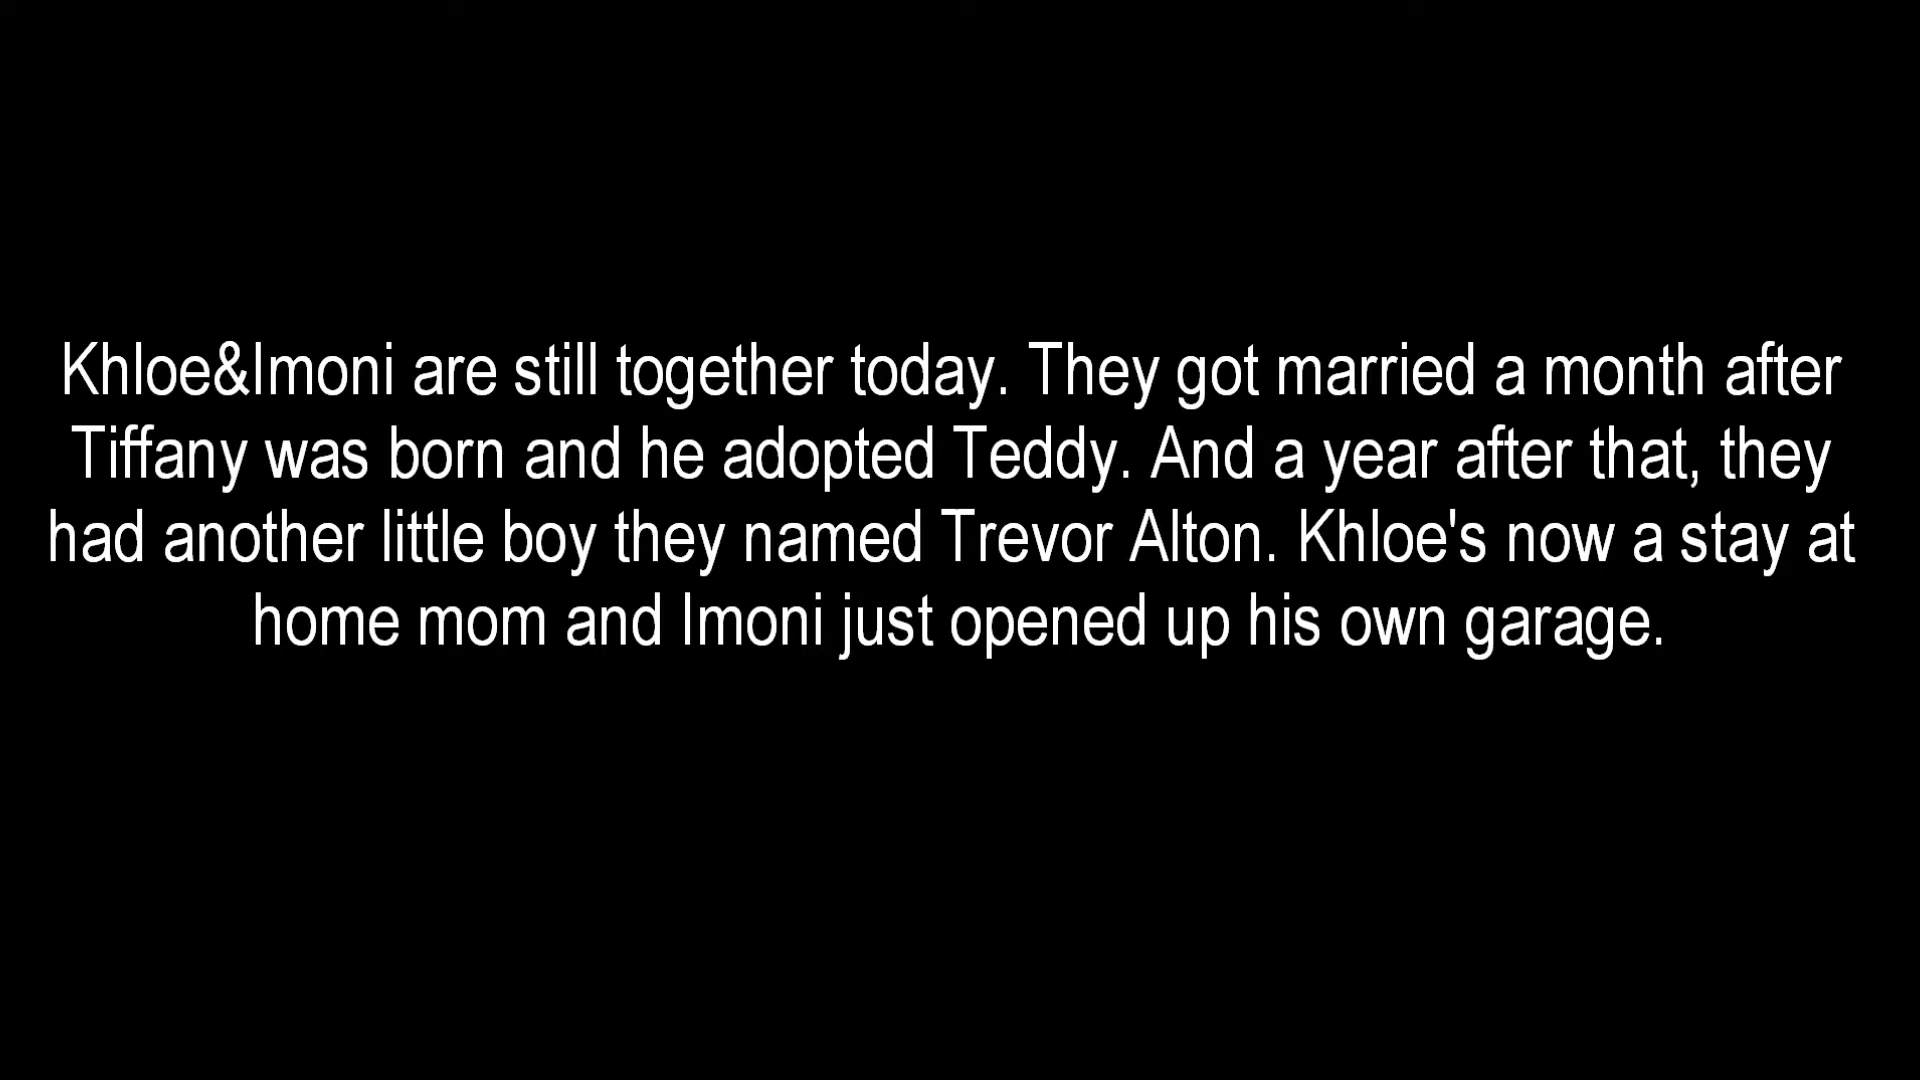 Khloe&Imoni are still together today. They got married a month after
Tiffany was born and he adopted Teddy. And a year after that, they
had another little boy they named Trevor Alton. Khloe's now a stay at
home mom and Imoni just opened up his own garage.